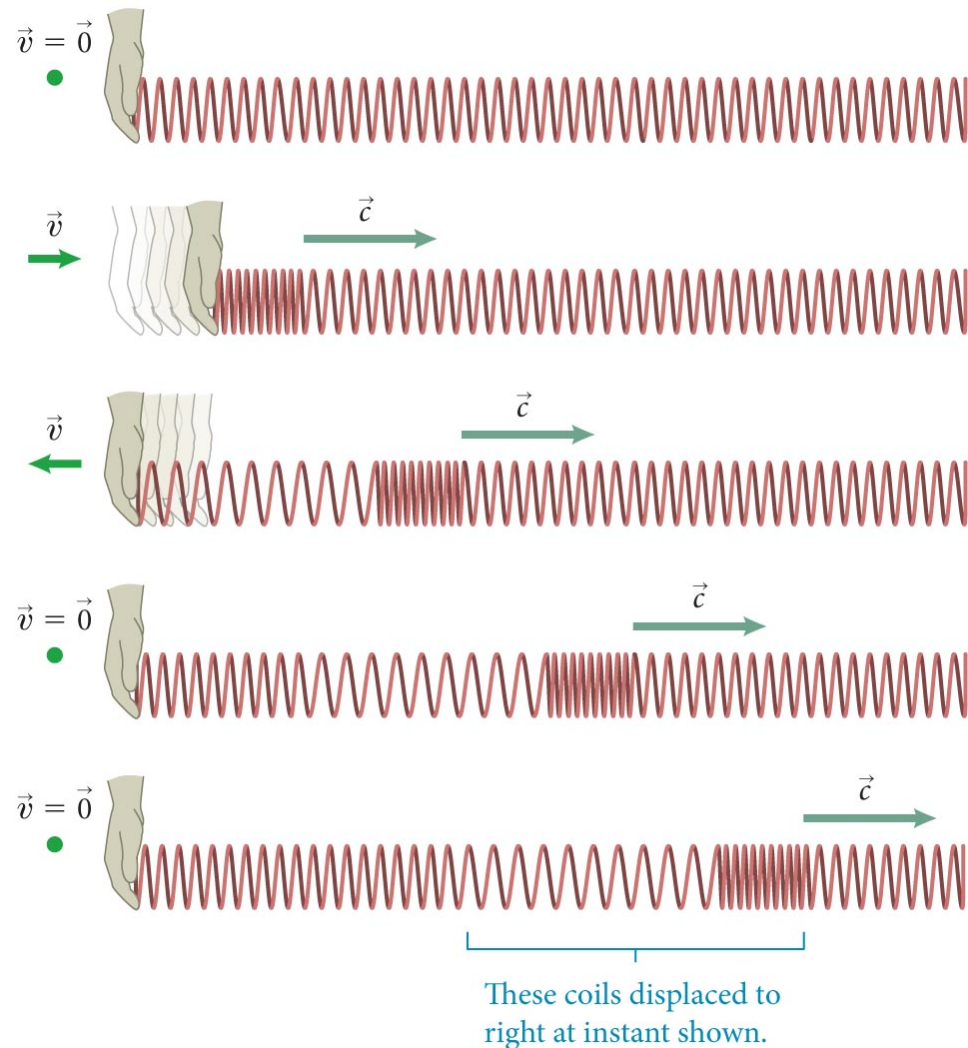 v⃗ = 0⃗
v⃗
c⃗
v⃗
c⃗
v⃗ = 0⃗
c⃗
v⃗ = 0⃗
c⃗
These coils displaced to
right at instant shown.